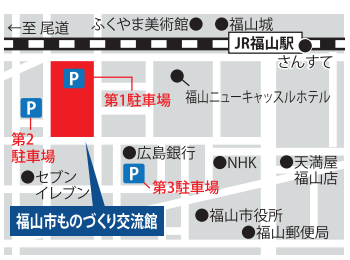 ←至 尾道
ふくやま美術館
福山城
JR福山駅
さんすて
P
第1駐車場
福山ニューキャッスルホテル
P
第2
駐車場
広島銀行
P
第3駐車場
NHK
天満屋
福山店
セブン
イレブン
福山市ものづくり交流館
福山市役所
福山郵便局